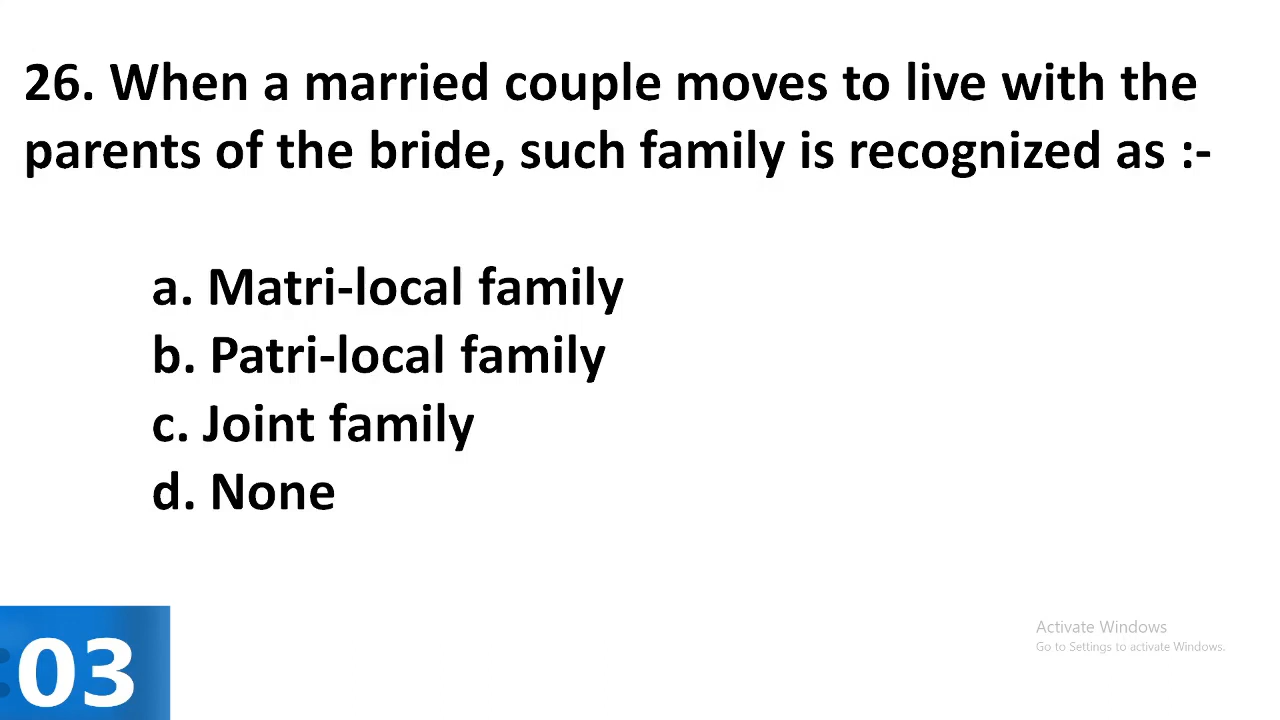 26. When a married couple moves to live with the
parents of the bride, such family is recognized as :-
a. Matri-local family
b. Patri-local family
c. Joint family
d. None
03
Activate Windows
Go to Settings to activate Windows.